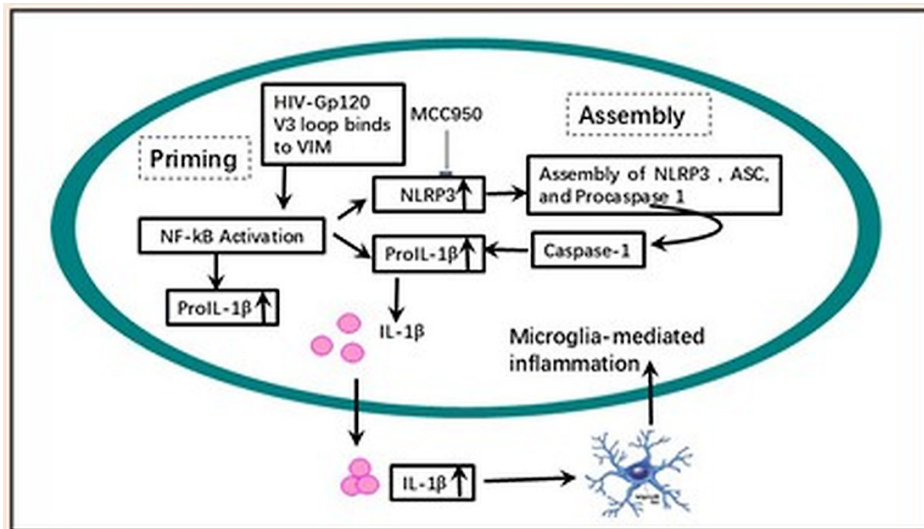 HIV-Gp120
V3 loop binds
to VIM
MCC950
Assembly
Priming
NLRP3
Assembly of NLRP3 , ASC,
and Procaspase 1
NF-kB Activation
ProIL-1β
Caspase-1
ProIL-1β
IL-1β
Microglia-mediated
inflammation
IL-1β